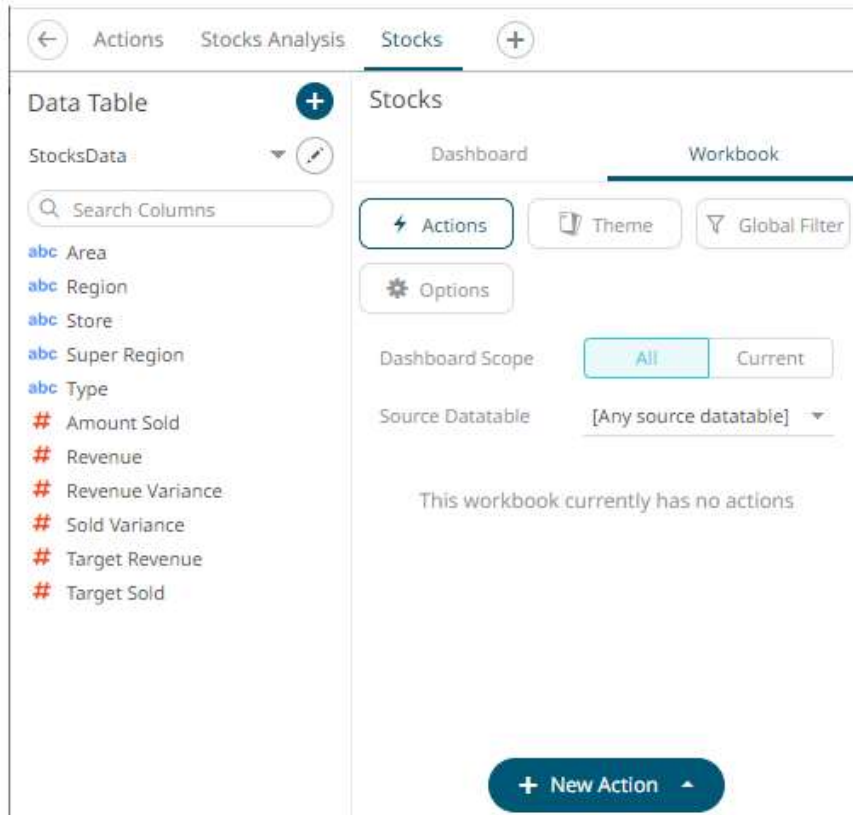 Actions Stocks Analysis Stocks
Data Table
StocksData
Search Columns
abc Area
abc Region
abc Store
abc Super Region
abc Type
# Amount Sold
# Revenue
# Revenue Variance
# Sold Variance
# Target Revenue
# Target Sold
Stocks
Dashboard Workbook
Actions Theme Global Filter
Options
Dashboard Scope All Current
Source Datatable [Any source datatable]
This workbook currently has no actions
+ New Action